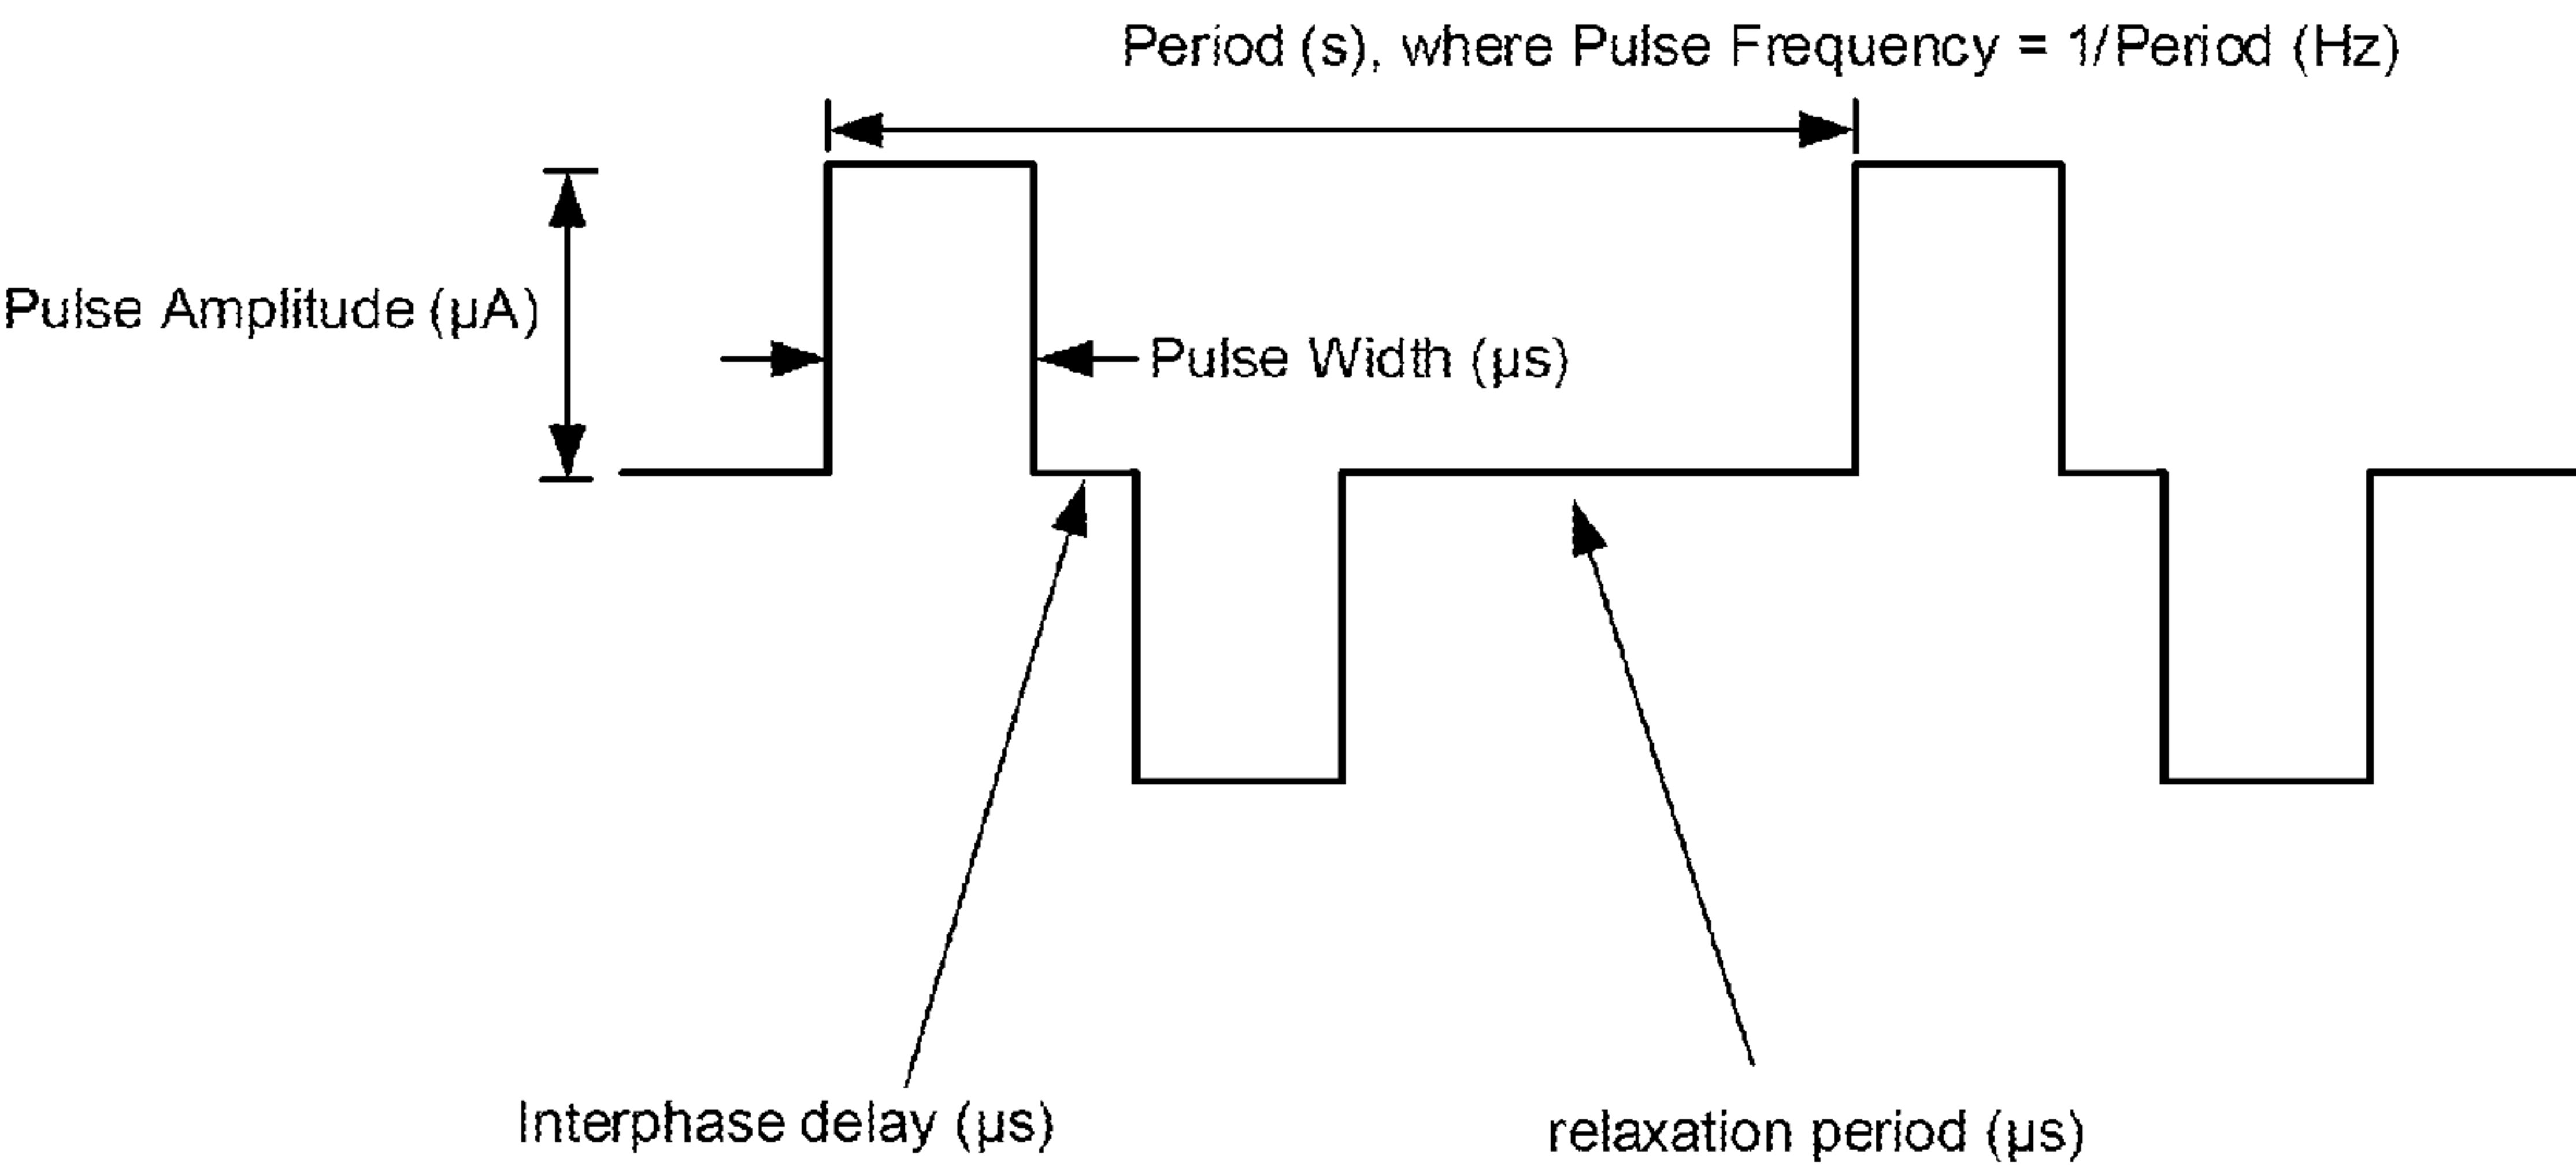 Period (s), where Pulse Frequency = 1/Period (Hz)
Pulse Amplitude (µA)
Pulse Width (µs)
Interphase delay (µs)
relaxation period (µs)